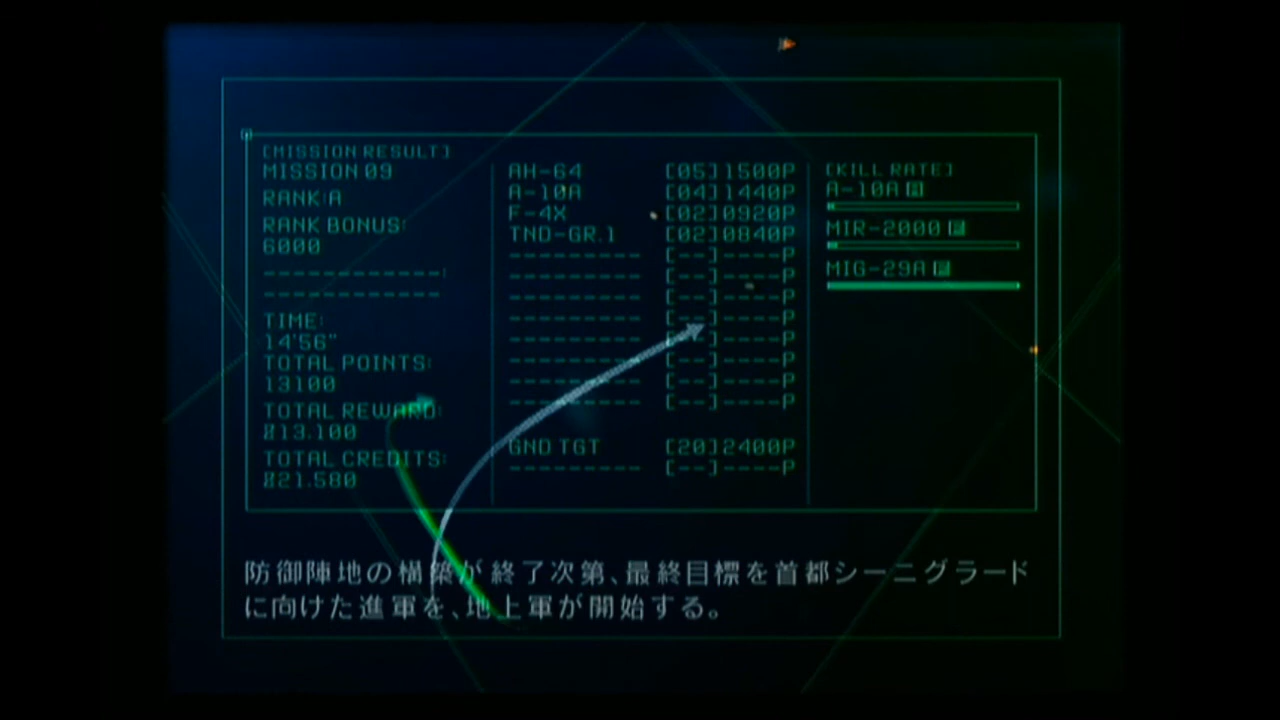 [MISSION RESULT]
MISSION 09
RANK:A
RANK BONUS:
6000
-------------:
-------------
TIME:
14'56"
TOTAL POINTS:
13100
TOTAL REWARD:
13.100
TOTAL CREDITS:
21.580
AH-64 [05]1500P
A-10A [04]1440P
F-4X [02]0920P
TND-GR.1 [02]0840P
----------- [--]----P
----------- [--]----P
----------- [--]----P
----------- [--]----P
----------- [--]----P
----------- [--]----P
----------- [--]----P
----------- [--]----P
GND TGT [20]2400P
----------- [--]----P
[KILL RATE]
A-10A
MIR-2000
MIG-29A
防御陣地の構築が終了次第、最終目標を首都シーニグラード
に向けた進軍を、地上軍が開始する。